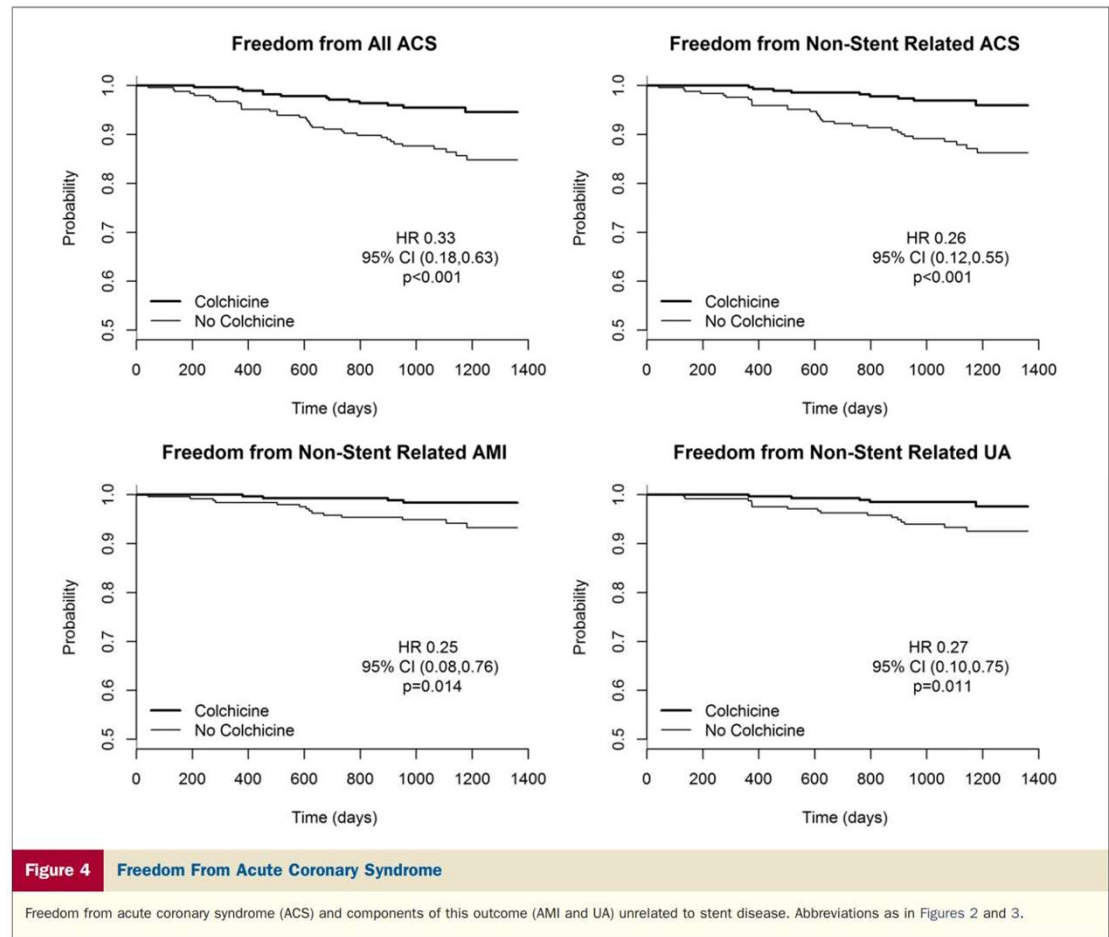 Freedom from All ACS
Probability
1.0
0.9
0.8
0.7
0.6
0.5
HR 0.33
95% CI (0.18,0.63)
p<0.001
Colchicine
No Colchicine
0 200 400 600 800 1000 1200 1400
Time (days)
Freedom from Non-Stent Related ACS
Probability
1.0
0.9
0.8
0.7
0.6
0.5
HR 0.26
95% CI (0.12,0.55)
p<0.001
Colchicine
No Colchicine
0 200 400 600 800 1000 1200 1400
Time (days)
Freedom from Non-Stent Related AMI
Probability
1.0
0.9
0.8
0.7
0.6
0.5
HR 0.25
95% CI (0.08,0.76)
p=0.014
Colchicine
No Colchicine
0 200 400 600 800 1000 1200 1400
Time (days)
Freedom from Non-Stent Related UA
Probability
1.0
0.9
0.8
0.7
0.6
0.5
HR 0.27
95% CI (0.10,0.75)
p=0.011
Colchicine
No Colchicine
0 200 400 600 800 1000 1200 1400
Time (days)
Figure 4 Freedom From Acute Coronary Syndrome
Freedom from acute coronary syndrome (ACS) and components of this outcome (AMI and UA) unrelated to stent disease. Abbreviations as in Figures 2 and 3.